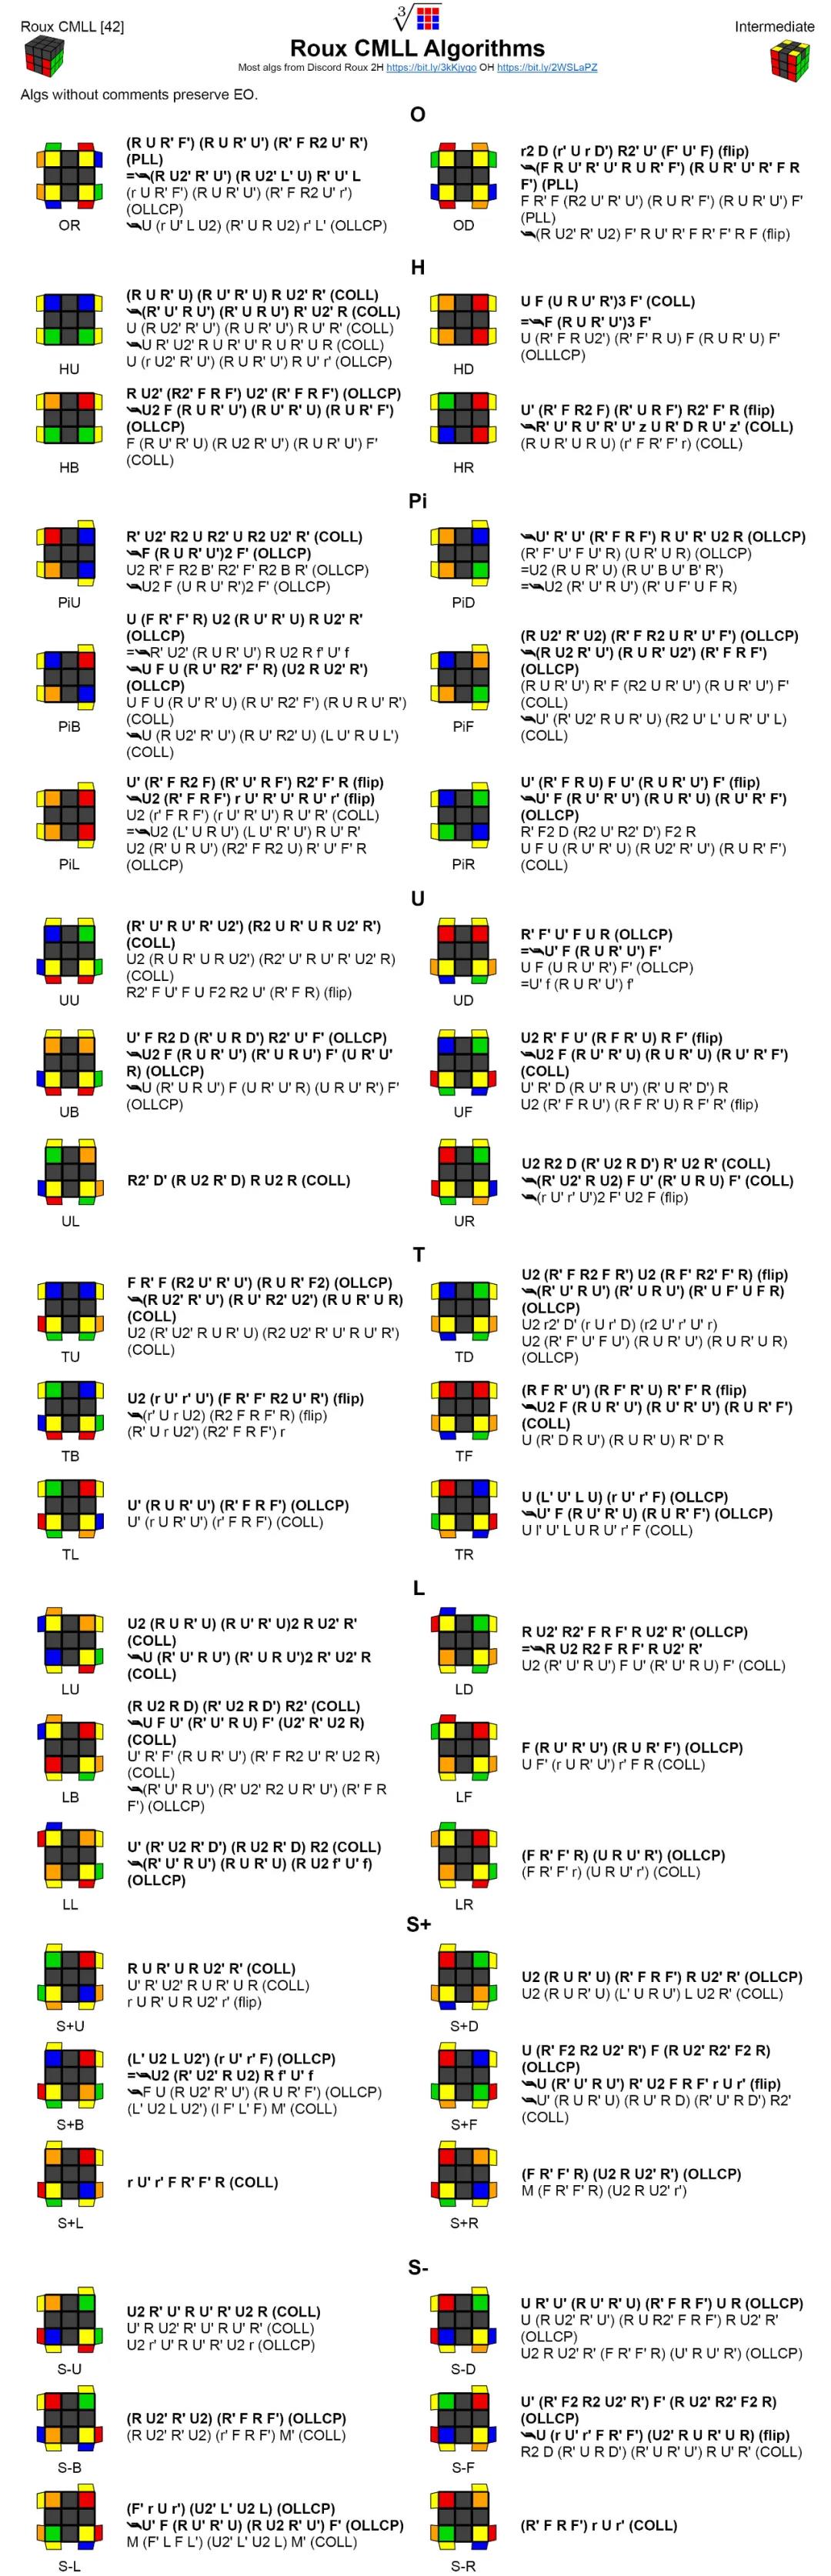 Roux CMLL [42]
3
Intermediate
Roux CMLL Algorithms
Most algs from Discord Roux 2H https://bit.ly/3kKjyqo OH https://bit.ly/2WSLaPZ
Algs without comments preserve EO.
O
(R U R' F') (R U R' U') (R' F R2 U' R')
(PLL)
=(R U2' R' U') (R U2' L' U) R' U' L
(r U R' F') (R U R' U') (R' F R2 U' r')
(OLLCP)
U (r U' L U2) (R' U R U2) r' L' (OLLCP)
OR
r2 D (r' U r D') R2' U' (F' U' F) (flip)
(F R U' R' U' R U R' F') (R U R' U' R' F R
F') (PLL)
F R' F (R2 U' R' U') (R U R' F') (R U R' U') F'
(PLL)
(R U2' R' U2) F' R U' R' F R' F' R F (flip)
OD
H
(R U R' U) (R U' R' U) R U2' R' (COLL)
(R' U' R U') (R' U R U') R' U2' R (COLL)
U (R U2' R' U') (R U R' U') R U' R' (COLL)
U R' U2' R U R' U' R U R' U R (COLL)
U (r U2' R' U') (R U R' U') R U' r' (OLLCP)
HU
U F (U R U' R')3 F' (COLL)
=F (R U R' U')3 F'
U (R' F R U2') (R' F' R U) F (R U R' U) F'
(OLLLCP)
HD
R U2' (R2' F R F') U2' (R' F R F') (OLLCP)
U2 F (R U R' U') (R U' R' U) (R U R' F')
(OLLCP)
F (R U' R' U) (R U2 R' U') (R U R' U') F'
(COLL)
HB
U' (R' F R2 F) (R' U R F') R2' F' R (flip)
R' U' R U' R' U' z U R' D R U' z' (COLL)
(R U R' U R U) (r' F R F' r) (COLL)
HR
Pi
R' U2' R2 U R2' U R2 U2' R' (COLL)
F (R U R' U')2 F' (OLLCP)
U2 R' F R2 B' R2' F' R2 B R' (OLLCP)
U2 F (U R U' R')2 F' (OLLCP)
PiU
U' R' U' (R' F R F') R U' R' U2 R (OLLCP)
(R' F' U' F U' R) (U R' U R) (OLLCP)
=U2 (R U R' U) (R U' B U' B' R')
=U2 (R' U' R U') (R' U F' U F R)
PiD
U (F R' F' R) U2 (R U' R' U) R U2' R'
(OLLCP)
=R' U2' (R U R' U') R U2 R f' U' f
U F U (R U' R2' F' R) (U2 R U2' R')
(OLLCP)
U F U (R U' R' U) (R U' R2' F') (R U R U' R')
(COLL)
U (R U2' R' U') (R U' R2' U) (L U' R U L')
(COLL)
PiB
(R U2' R' U2) (R' F R2 U R' U' F') (OLLCP)
(R U2 R' U') (R U R' U2') (R' F R F')
(OLLCP)
(R U R' U') R' F (R2 U R' U') (R U R' U') F'
(COLL)
U' (R' U2' R U R' U) (R2 U' L' U R' U' L)
(COLL)
PiF
U' (R' F R2 F) (R' U' R F') R2' F' R (flip)
U2 (R' F R F') r U' R' U' R U' r' (flip)
U2 (r' F R F') (r U' R' U') R U' R' (COLL)
=U2 (L' U R U') (L U' R' U') R U' R'
U2 (R' U R U') (R2' F R2 U) R' U' F' R
(OLLCP)
PiL
U' (R' F R U) F U' (R U R' U') F' (flip)
U' F (R U' R' U') (R U R' U) (R U' R' F')
(OLLCP)
R' F2 D (R2 U' R2' D') F2 R
U F U (R U' R' U) (R U2' R' U') (R U R' F')
(COLL)
PiR
U
(R' U' R U' R' U2') (R2 U R' U R U2' R')
(COLL)
U2 (R U R' U R U2') (R2' U' R U' R' U2' R)
(COLL)
R2' F U' F U F2 R2 U' (R' F R) (flip)
UU
R' F' U' F U R (OLLCP)
=U' F (R U R' U') F'
U F (U R U' R') F' (OLLCP)
=U' f (R U R' U') f'
UD
U' F R2 D (R' U R D') R2' U' F' (OLLCP)
U2 F (R U R' U') (R' U R U') F' (U R' U'
R) (OLLCP)
U (R' U R U') F (U R' U' R) (U R U' R') F'
(OLLCP)
UB
U2 R' F U' (R F R' U) R F' (flip)
U2 F (R U' R' U) (R U R' U) (R U' R' F')
(COLL)
U' R' D (R U' R U') (R' U R' D') R
U2 (R' F R U') (R F R' U) R F' R' (flip)
UF
R2' D' (R U2 R' D) R U2 R (COLL)
UL
U2 R2 D (R' U2 R D') R' U2 R' (COLL)
(R' U2' R U2) F U' (R' U R U) F' (COLL)
(r U' r' U')2 F' U2 F (flip)
UR
T
F R' F (R2 U' R' U') (R U R' F2) (OLLCP)
(R U2' R' U') (R U' R2' U2') (R U R' U R)
(COLL)
U2 (R' U2' R U R' U) (R2 U2' R' U' R U' R')
(COLL)
TU
U2 (R' F R2 F R') U2 (R F' R2' F' R) (flip)
(R' U' R U') (R' U R U') (R' U F' U F R)
(OLLCP)
U2 r2' D' (r U r' D) (r2 U' r' U' r)
U2 (R' F' U' F U') (R U R' U') (R U R' U R)
(OLLCP)
TD
U2 (r U' r' U') (F R' F' R2 U' R') (flip)
(r' U r U2) (R2 F R F' R) (flip)
(R' U r U2') (R2' F R F') r
TB
(R F R' U') (R F' R' U) R' F' R (flip)
U2 F (R U R' U') (R U' R' U') (R U R' F')
(COLL)
U (R' D R U') (R U R' U) R' D' R
TF
U' (R U R' U') (R' F R F') (OLLCP)
U' (r U R' U') (r' F R F') (COLL)
TL
U (L' U' L U) (r U' r' F) (OLLCP)
U' F (R U' R' U) (R U R' F') (OLLCP)
U l' U' L U R U' r' F (COLL)
TR
L
U2 (R U R' U) (R U' R' U)2 R U2' R'
(COLL)
U (R' U' R U') (R' U R U')2 R' U2' R
(COLL)
LU
R U2' R2' F R F' R U2' R' (OLLCP)
=R U2 R2 F R F' R U2' R'
U2 (R' U' R U') F U' (R' U' R U) F' (COLL)
LD
(R U2 R D) (R' U2 R D') R2' (COLL)
U F U' (R' U' R U) F' (U2' R' U2 R)
(COLL)
U' R' F' (R U R' U') (R' F R2 U' R' U2 R)
(COLL)
(R' U' R U') (R' U2' R2 U R' U') (R' F R
F') (OLLCP)
LB
F (R U' R' U') (R U R' F') (OLLCP)
U F' (r U R' U') r' F R (COLL)
LF
U' (R' U2 R' D') (R U2 R' D) R2 (COLL)
(R' U' R U') (R U R' U) (R U2 f' U' f)
(OLLCP)
LL
(F R' F' R) (U R U' R') (OLLCP)
(F R' F' r) (U R U' r') (COLL)
LR
S+
R U R' U R U2' R' (COLL)
U' R' U2' R U R' U R (COLL)
r U R' U R U2' r' (flip)
S+U
U2 (R U R' U) (R' F R F') R U2' R' (OLLCP)
U2 (R U R' U) (L' U R U') L U2 R' (COLL)
S+D
(L' U2 L U2') (r U' r' F) (OLLCP)
=U2 (R' U2' R U2) R f' U' f
F U (R U2' R' U') (R U R' F') (OLLCP)
(L' U2 L U2') (l F' L' F) M' (COLL)
S+B
U (R' F2 R2 U2' R') F (R U2' R2' F2 R)
(OLLCP)
U (R' U' R U') R' U2 F R F' r U r' (flip)
U' (R U R' U) (R U' R D) (R' U' R D') R2'
(COLL)
S+F
r U' r' F R' F' R (COLL)
S+L
(F R' F' R) (U2 R U2' R') (OLLCP)
M (F R' F' R) (U2 R U2' r')
S+R
S-
U2 R' U' R U' R' U2 R (COLL)
U' R U2' R' U' R U' R' (COLL)
U2 r' U' R U' R' U2 r (OLLCP)
S-U
U R' U' (R U' R' U) (R' F R F') U R (OLLCP)
U (R U2' R' U') (R U R2' F R F') R U2' R'
(OLLCP)
U2 R U2' R' (F R' F' R) (U' R U' R') (OLLCP)
S-D
(R U2' R' U2) (R' F R F') (OLLCP)
(R U2' R' U2) (r' F R F') M' (COLL)
S-B
U' (R' F2 R2 U2' R') F' (R U2' R2' F2 R)
(OLLCP)
U (r U' r' F R' F') (U2' R U R' U R) (flip)
R2 D (R' U R D') (R' U R' U') R U' R' (COLL)
S-F
(F' r U r') (U2' L' U2 L) (OLLCP)
U' F (R U' R' U) (R U2 R' U') F' (OLLCP)
M (F' L F L') (U2' L' U2 L) M' (COLL)
S-L
(R' F R F') r U r' (COLL)
S-R